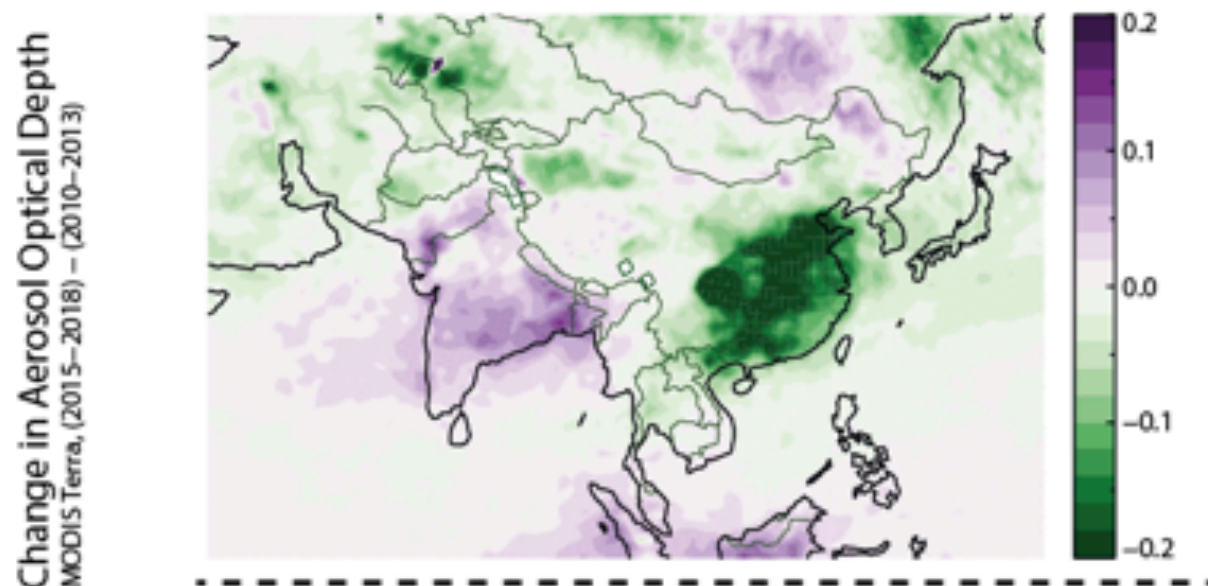 Change in Aerosol Optical Depth
MODIS Terra, (2015–2018) – (2010–2013)
0.2
0.1
0.0
–0.1
–0.2